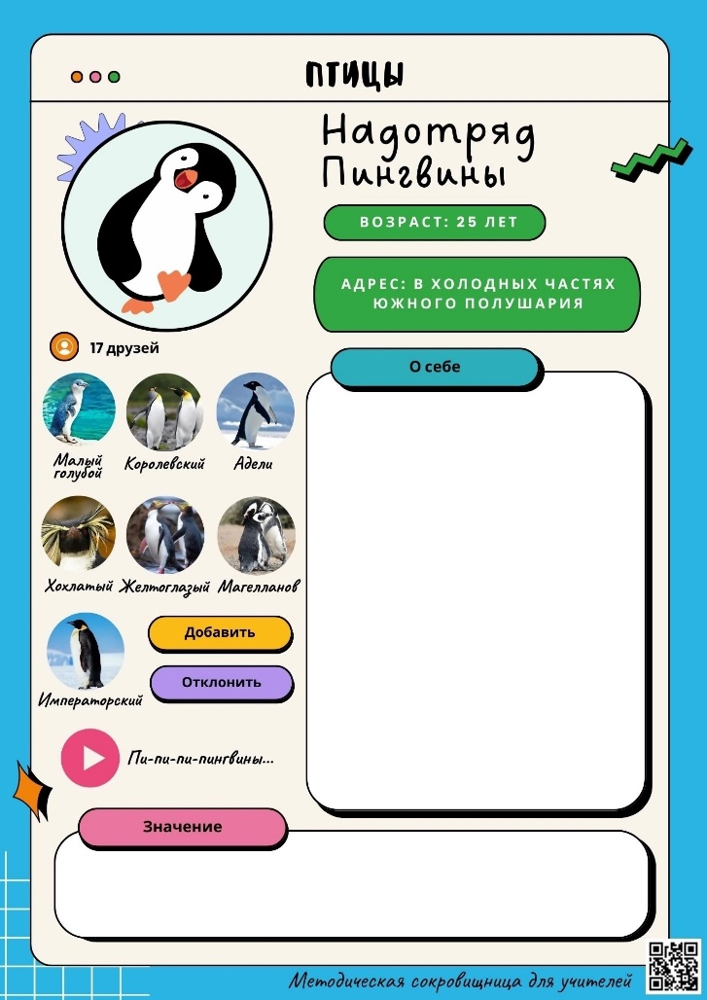 ПТИЦЫ
Надотряд
Пингвины
ВОЗРАСТ: 25 ЛЕТ
АДРЕС: В ХОЛОДНЫХ ЧАСТЯХ
ЮЖНОГО ПОЛУШАРИЯ
17 друзей
О себе
Малый
голубой
Королевский
Адели
Хохлатый
Желтоглазый
Магелланов
Императорский
Добавить
Отклонить
Пи-пи-пи-пингвины...
Значение
Методическая сокровищница для учителей